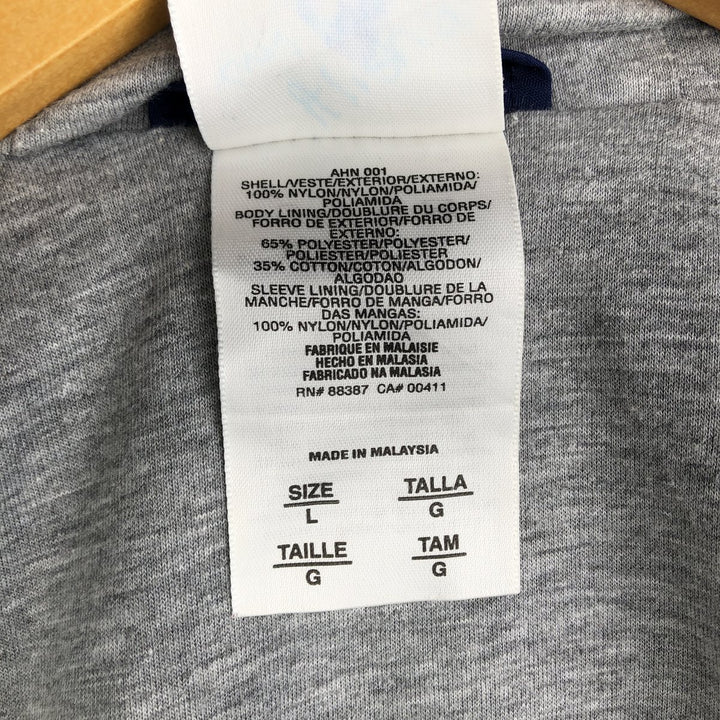 AHN 001
SHELL/VESTE/EXTERIOR/EXTERNO:
100% NYLON/NYLON/POLIAMIDA/
POLIAMIDA
BODY LINING/DOUBLURE DU CORPS/
FORRO DE EXTERIOR/FORRO DE
EXTERNO:
65% POLYESTER/POLYESTER/
POLIESTER/POLIESTER
35% COTTON/COTON/ALGODON/
ALGODAO
SLEEVE LINING/DOUBLURE DE LA
MANCHE/FORRO DE MANGA/FORRO
DAS MANGAS:
100% NYLON/NYLON/POLIAMIDA/
POLIAMIDA
FABRIQUE EN MALAISIE
HECHO EN MALASIA
FABRICADO NA MALASIA
RN# 88387 CA# 00411
MADE IN MALAYSIA
SIZE TALLA
L G
TAILLE TAM
G G